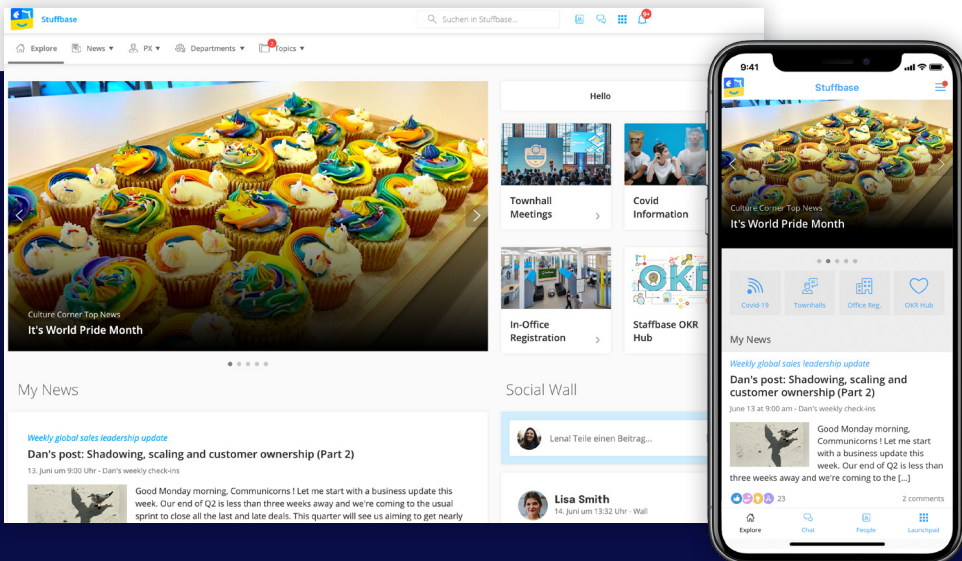 Stuffbase
Suchen in Stuffbase...
9+
Explore
News
PX
Departments
Topics
Culture Corner Top News
It's World Pride Month
Hello
Townhall
Meetings
Covid
Information
OKR
In-Office
Registration
Staffbase OKR
Hub
My News
Weekly global sales leadership update
Dan's post: Shadowing, scaling and customer ownership (Part 2)
13. Juni um 9:00 Uhr - Dan's weekly check-ins
Good Monday morning, Communicorns ! Let me start with a business update this
week. Our end of Q2 is less than three weeks away and we're coming to the usual
sprint to close all the last and late deals. This quarter will see us aiming to get nearly
Social Wall
Lena! Teile einen Beitrag...
Lisa Smith
14. Juni um 13:32 Uhr · Wall
9:41
Stuffbase
Culture Corner Top News
It's World Pride Month
Covid-19
Townhalls
Office Reg.
OKR Hub
My News
Weekly global sales leadership update
Dan's post: Shadowing, scaling and
customer ownership (Part 2)
June 13 at 9:00 am - Dan's weekly check-ins
Good Monday morning,
Communicorns ! Let me start
with a business update this
week. Our end of Q2 is less than
three weeks away and we're coming to the [...]
23
2 comments
Explore
Chat
People
Launchpad